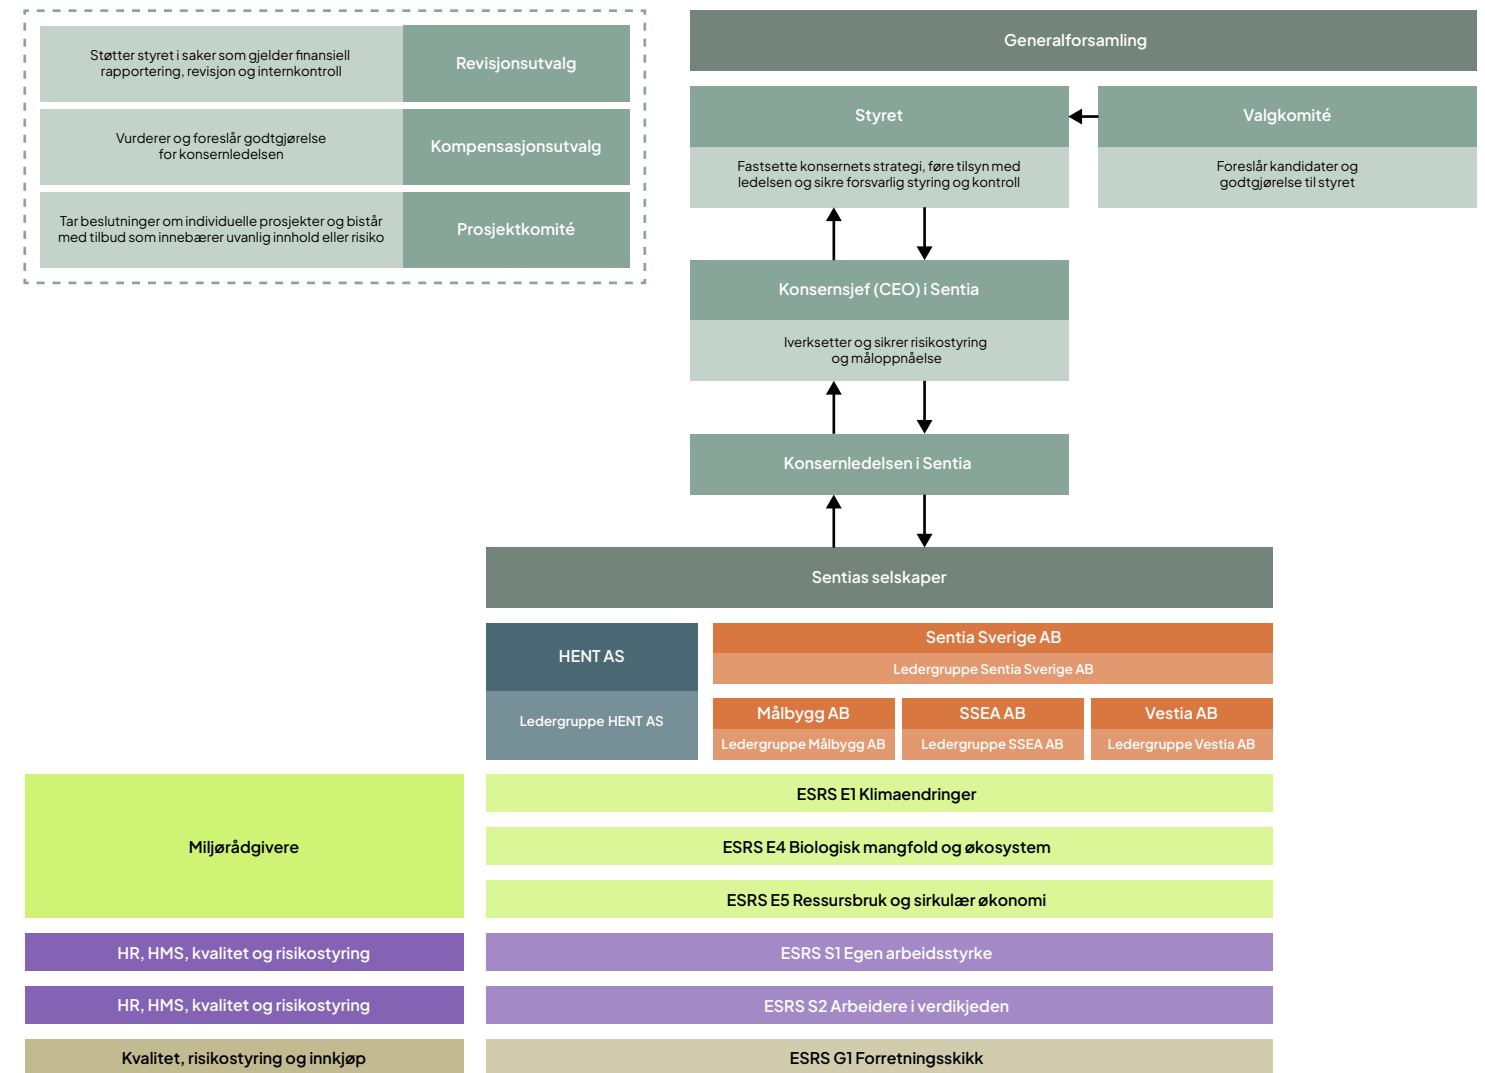 Støtter styret i saker som gjelder finansiell
rapportering, revisjon og internkontroll
Revisjonsutvalg
Vurderer og foreslår godtgjørelse
for konsernledelsen
Kompensasjonsutvalg
Tar beslutninger om individuelle prosjekter og bistår
med tilbud som innebærer uvanlig innhold eller risiko
Prosjektkomité
Generalforsamling
Styret
Fastsette konsernets strategi, føre tilsyn med
ledelsen og sikre forsvarlig styring og kontroll
Valgkomité
Foreslår kandidater og
godtgjørelse til styret
Konsernsjef (CEO) i Sentia
Iverksetter og sikrer risikostyring
og måloppnåelse
Konsernledelsen i Sentia
Sentias selskaper
HENT AS
Ledergruppe HENT AS
Sentia Sverige AB
Ledergruppe Sentia Sverige AB
Målbygg AB
Ledergruppe Målbygg AB
SSEA AB
Ledergruppe SSEA AB
Vestia AB
Ledergruppe Vestia AB
Miljørådgivere
ESRS E1 Klimaendringer
ESRS E4 Biologisk mangfold og økosystem
ESRS E5 Ressursbruk og sirkulær økonomi
HR, HMS, kvalitet og risikostyring
ESRS S1 Egen arbeidsstyrke
HR, HMS, kvalitet og risikostyring
ESRS S2 Arbeidere i verdikjeden
Kvalitet, risikostyring og innkjøp
ESRS G1 Forretningsskikk